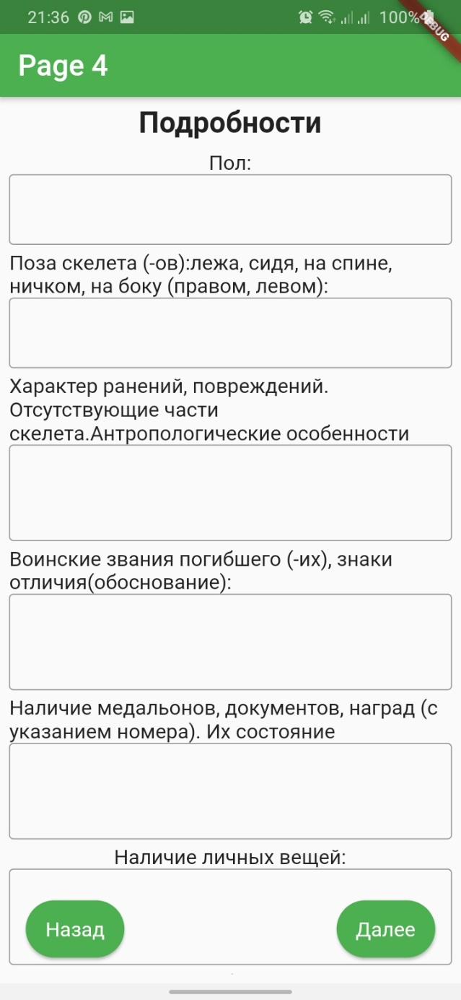 21:36
100%
DEBUG
Page 4
Подробности
Пол:
Поза скелета (-ов):лежа, сидя, на спине,
ничком, на боку (правом, левом):
Характер ранений, повреждений.
Отсутствующие части
скелета.Антропологические особенности
Воинские звания погибшего (-их), знаки
отличия(обоснование):
Наличие медальонов, документов, наград (с
указанием номера). Их состояние
Наличие личных вещей:
Назад
Далее